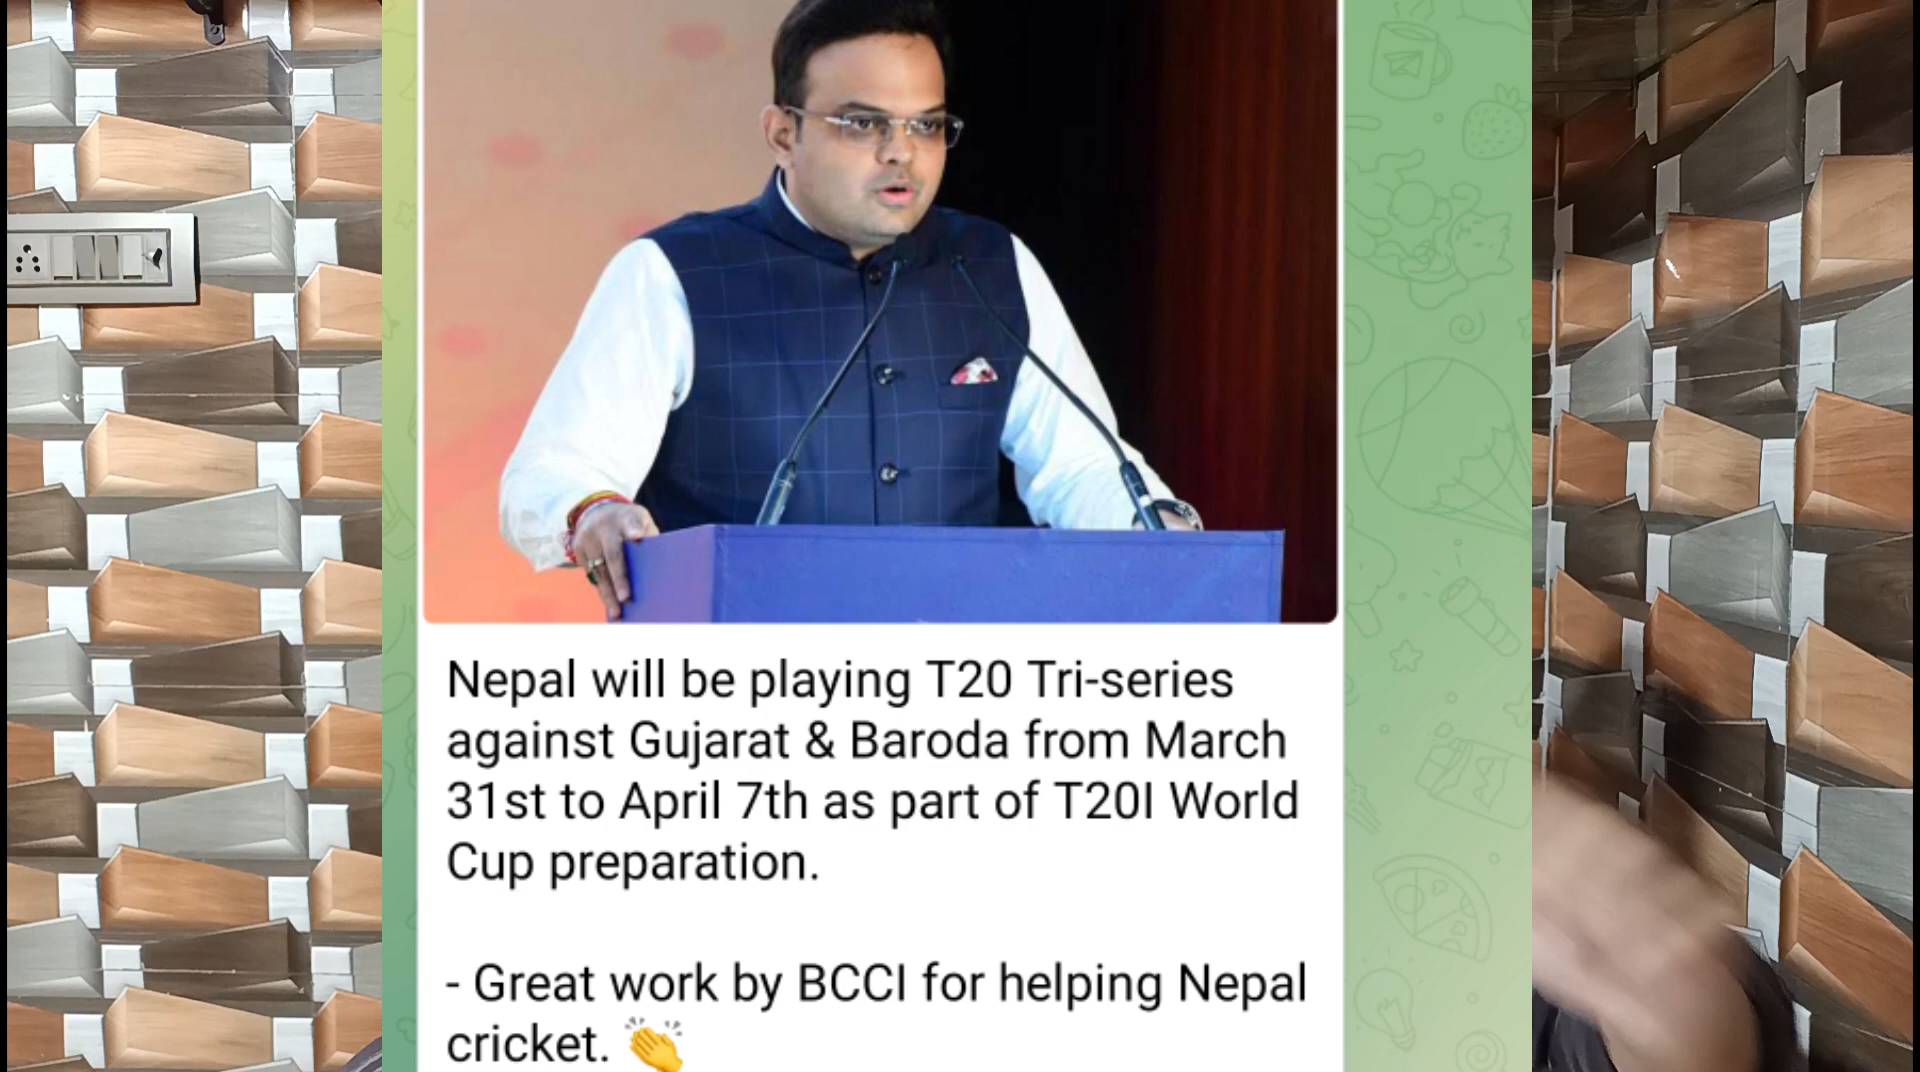 Nepal will be playing T20 Tri-series
against Gujarat & Baroda from March
31st to April 7th as part of T20I World
Cup preparation.
- Great work by BCCI for helping Nepal
cricket. 👏